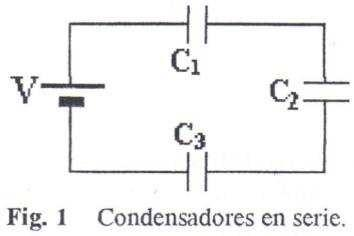 C₁
V
C₂
C₃
Fig. 1 Condensadores en serie.